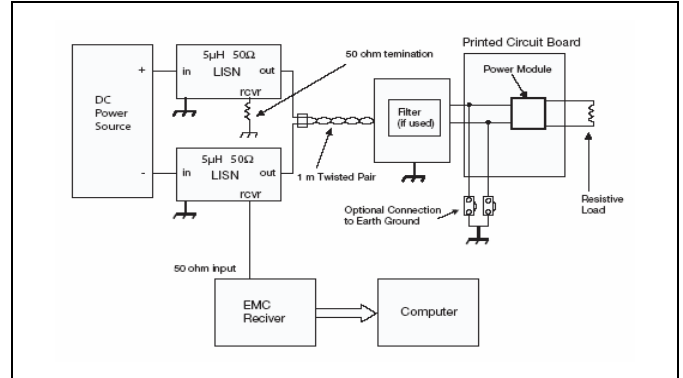 Printed Circuit Board
5µH 50Ω
LISN
in
out
rcvr
+
50 ohm temination
Power Module
DC
Power
Source
Filter
(if used)
5µH 50Ω
LISN
in
out
rcvr
-
1 m Twisted Pair
Optional Connection
to Earth Ground
Resistive
Load
50 ohm input
EMC
Reciver
Computer